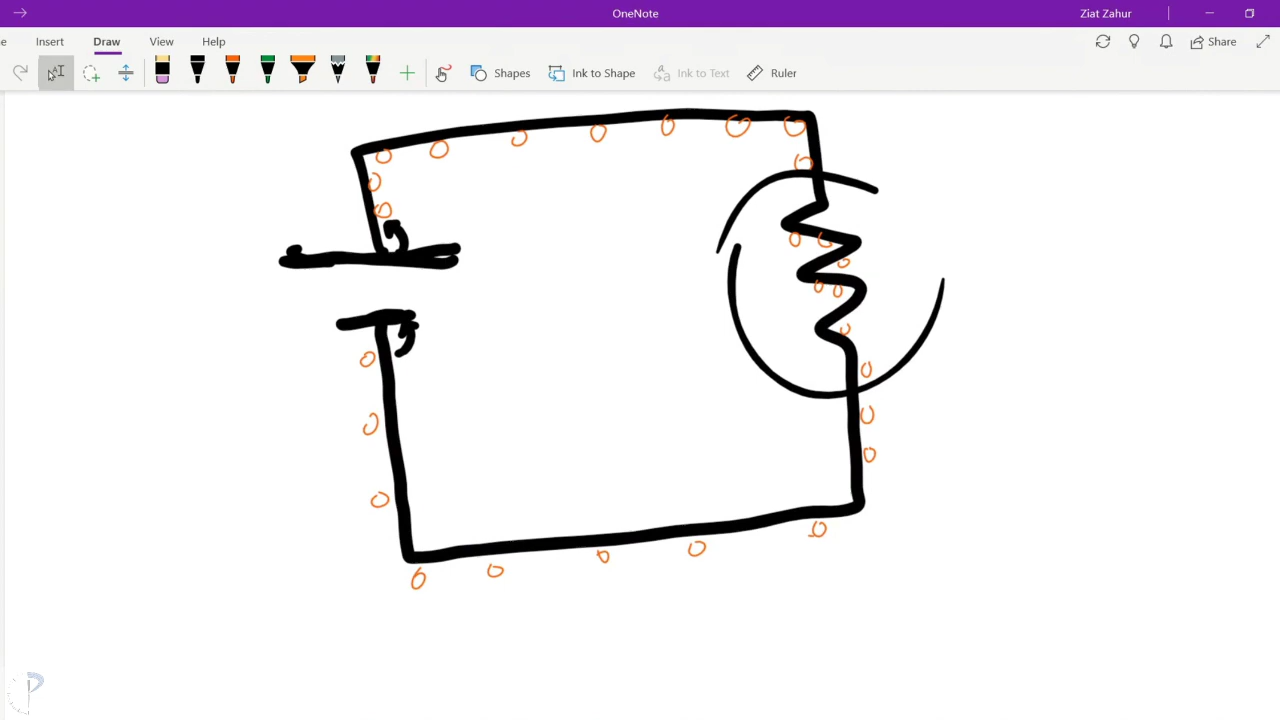 OneNote
Ziat Zahur
Insert
Draw
View
Help
Share
Shapes
Ink to Shape
Ink to Text
Ruler